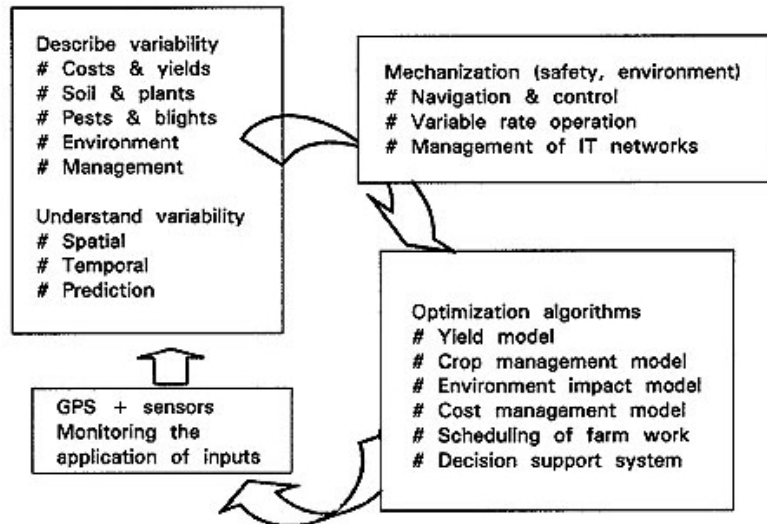 Describe variability
# Costs & yields
# Soil & plants
# Pests & blights
# Environment
# Management
Understand variability
# Spatial
# Temporal
# Prediction
Mechanization (safety, environment)
# Navigation & control
# Variable rate operation
# Management of IT networks
Optimization algorithms
# Yield model
# Crop management model
# Environment impact model
# Cost management model
# Scheduling of farm work
# Decision support system
GPS + sensors
Monitoring the
application of inputs